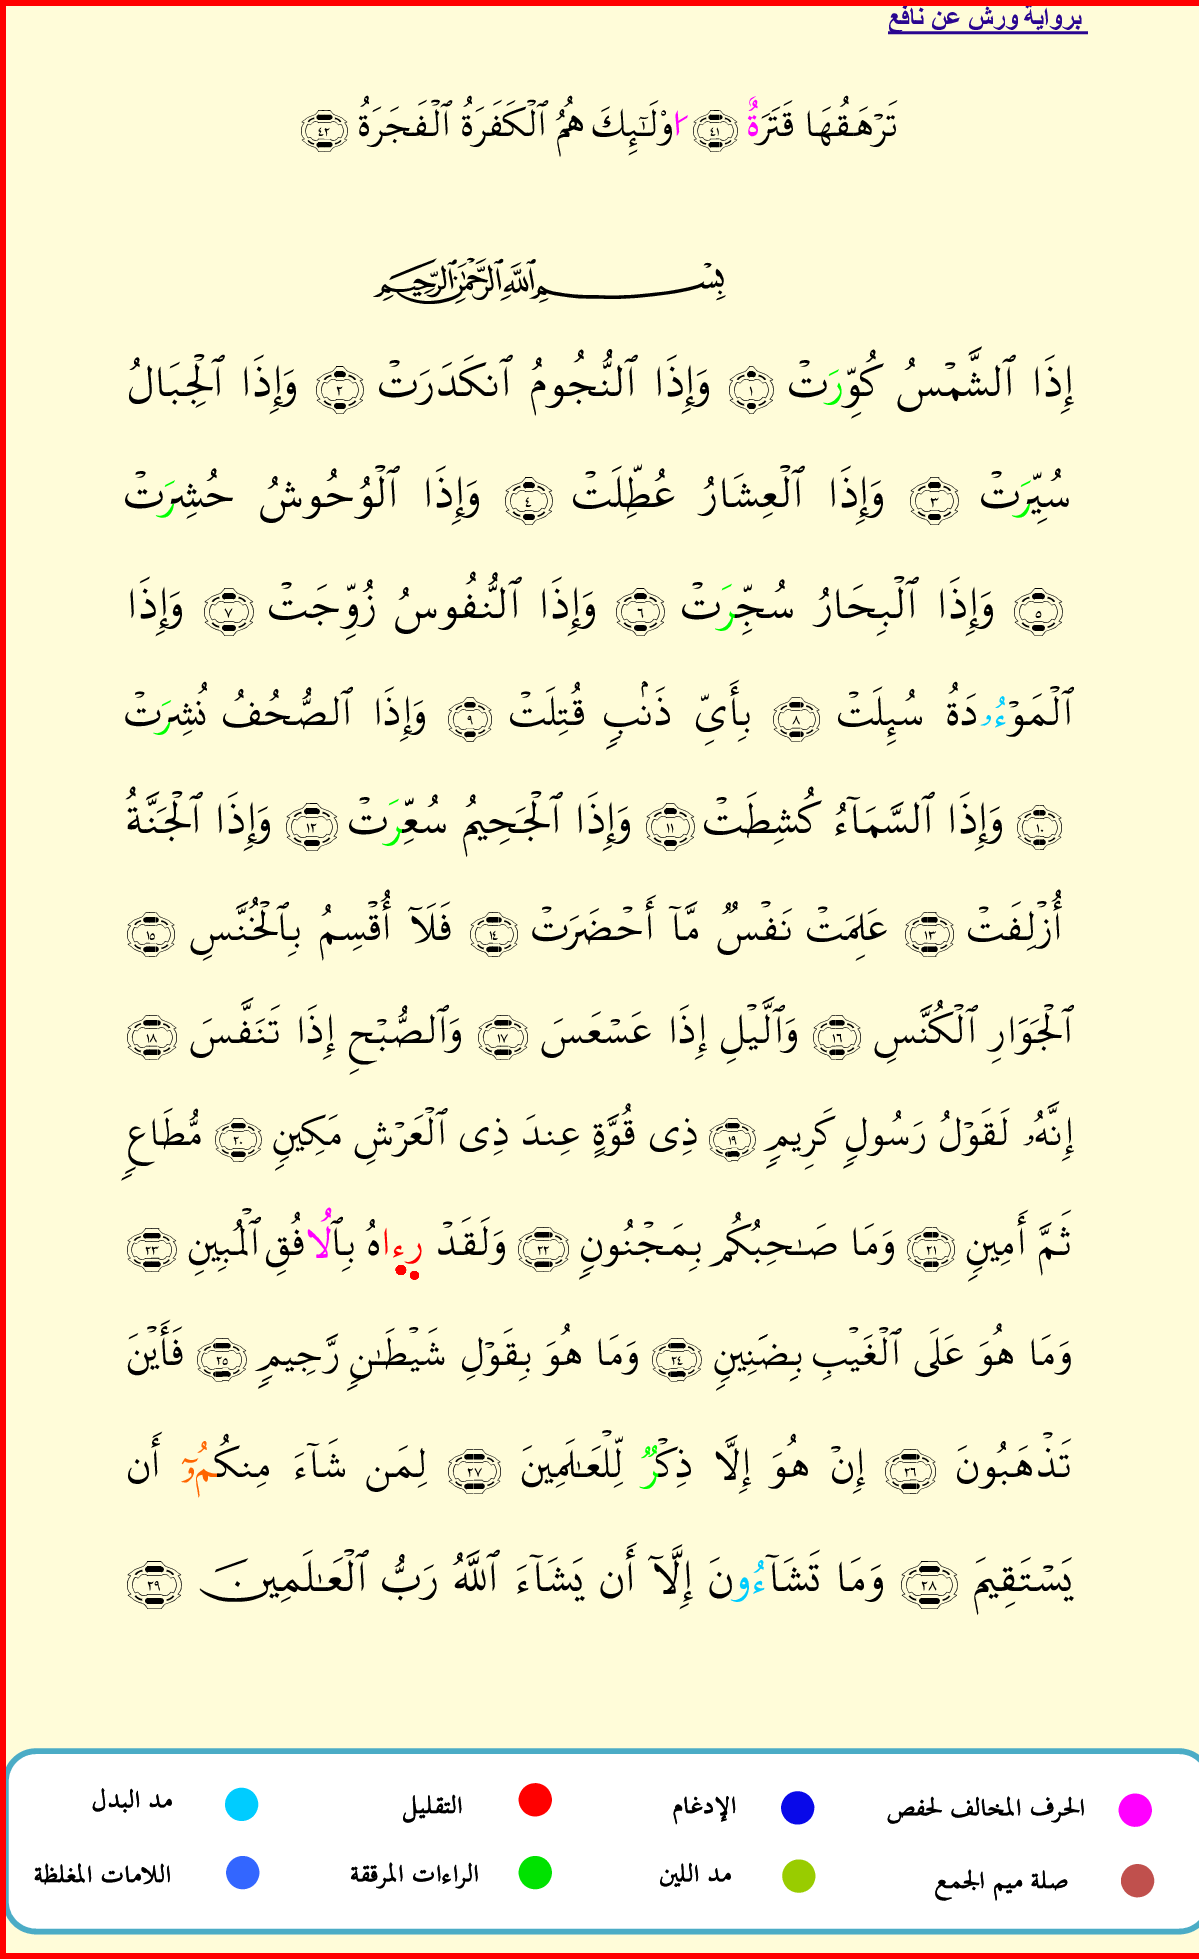 برواية ورش عن نافع
تَرْهَقُهَا قَتَرَةٌ ٤١ ا۟وْلَٰٓئِكَ هُمُ ٱلْكَفَرَةُ ٱلْفَجَرَةُ ٤٢
بِسْمِ ٱللَّهِ ٱلرَّحْمَٰنِ ٱلرَّحِيمِ
إِذَا ٱلشَّمْسُ كُوِّرَتْ ١ وَإِذَا ٱلنُّجُومُ ٱنكَدَرَتْ ٢ وَإِذَا ٱلْجِبَالُ
سُيِّرَتْ ٣ وَإِذَا ٱلْعِشَارُ عُطِّلَتْ ٤ وَإِذَا ٱلْوُحُوشُ حُشِرَتْ
٥ وَإِذَا ٱلْبِحَارُ سُجِّرَتْ ٦ وَإِذَا ٱلنُّفُوسُ زُوِّجَتْ ٧ وَإِذَا
ٱلْمَوْءُۥدَةُ سُئِلَتْ ٨ بِأَىِّ ذَنۢبٍ قُتِلَتْ ٩ وَإِذَا ٱلصُّحُفُ نُشِرَتْ
١٠ وَإِذَا ٱلسَّمَآءُ كُشِطَتْ ١١ وَإِذَا ٱلْجَحِيمُ سُعِّرَتْ ١٢ وَإِذَا ٱلْجَنَّةُ
أُزْلِفَتْ ١٣ عَلِمَتْ نَفْسٌ مَّآ أَحْضَرَتْ ١٤ فَلَآ أُقْسِمُ بِٱلْخُنَّسِ ١٥
ٱلْجَوَارِ ٱلْكُنَّسِ ١٦ وَٱلَّيْلِ إِذَا عَسْعَسَ ١٧ وَٱلصُّبْحِ إِذَا تَنَفَّسَ ١٨
إِنَّهُۥ لَقَوْلُ رَسُولٍ كَرِيمٍ ١٩ ذِى قُوَّةٍ عِندَ ذِى ٱلْعَرْشِ مَكِينٍ ٢٠ مُّطَاعٍ
ثَمَّ أَمِينٍ ٢١ وَمَا صَٰحِبُكُم بِمَجْنُونٍ ٢٢ وَلَقَدْ رِءاهُ بِٱلُافُقِ ٱلْمُبِينِ ٢٣
وَمَا هُوَ عَلَى ٱلْغَيْبِ بِضَنِينٍ ٢٤ وَمَا هُوَ بِقَوْلِ شَيْطَٰنٍ رَّجِيمٍ ٢٥ فَأَيْنَ
تَذْهَبُونَ ٢٦ إِنْ هُوَ إِلَّا ذِكْرٌ لِّلْعَٰلَمِينَ ٢٧ لِمَن شَآءَ مِنكُمُۥٓ أَن
يَسْتَقِيمَ ٢٨ وَمَا تَشَآءُونَ إِلَّآ أَن يَشَآءَ ٱللَّهُ رَبُّ ٱلْعَٰلَمِينَ ٢٩
الحرف المخالف لحفص الإدغام التقليل مد البدل
صلة ميم الجمع مد اللين الراءات المرققة اللامات المغلظة